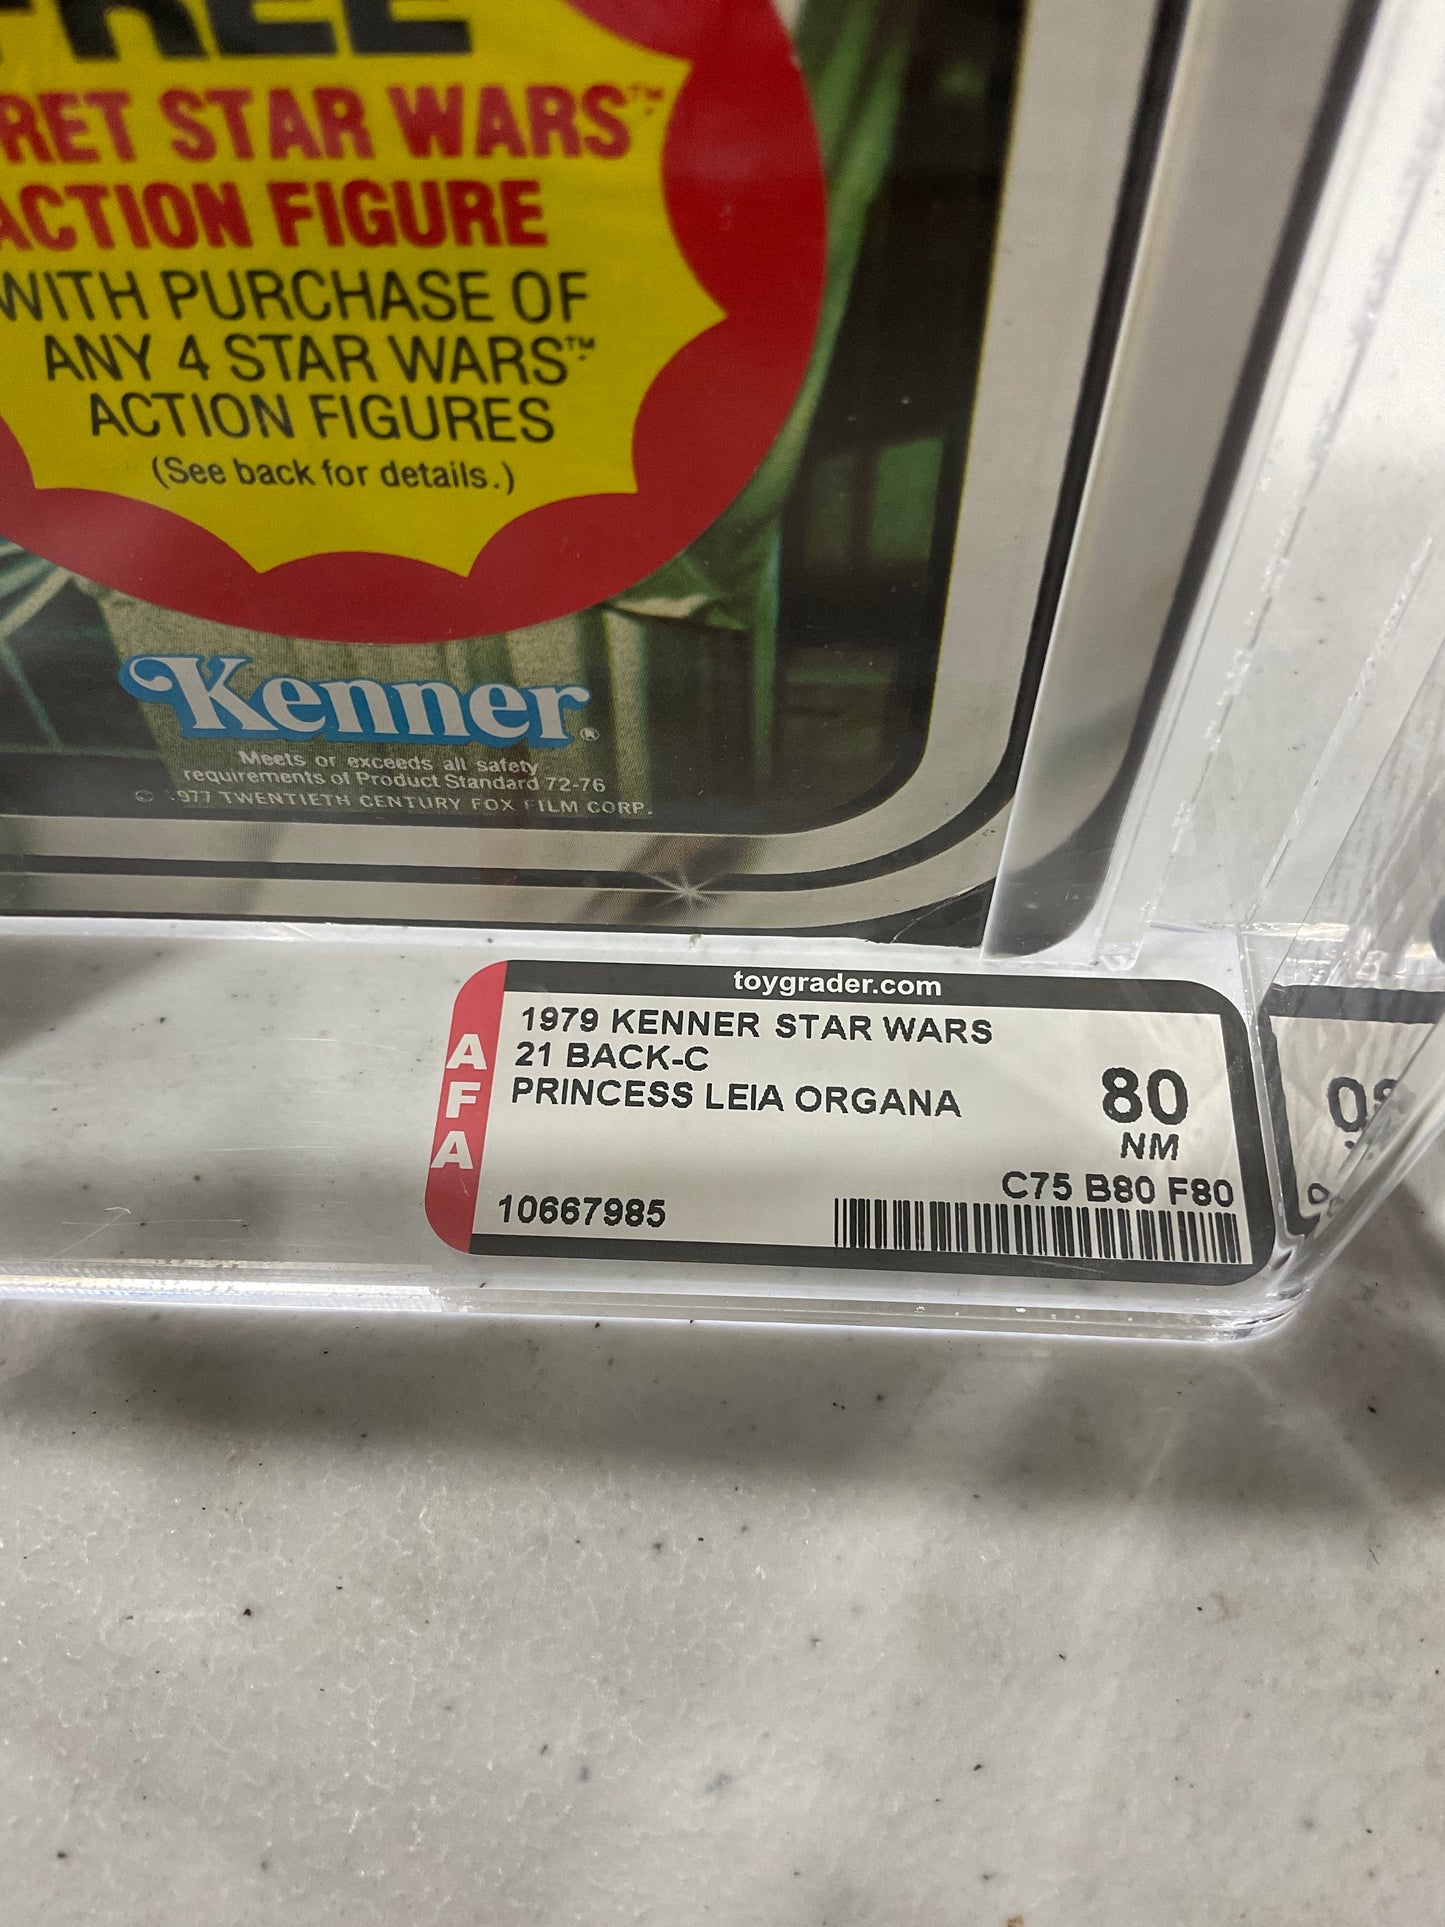 FREE
RET STAR WARS™
ACTION FIGURE
WITH PURCHASE OF
ANY 4 STAR WARS™
ACTION FIGURES
(See back for details.)
Kenner®
Meets or exceeds all safety
requirements of Product Standard 72-76
© 1977 TWENTIETH CENTURY FOX FILM CORP.
toygrader.com
AFA
1979 KENNER STAR WARS
21 BACK-C
PRINCESS LEIA ORGANA
80
NM
C75 B80 F80
10667985